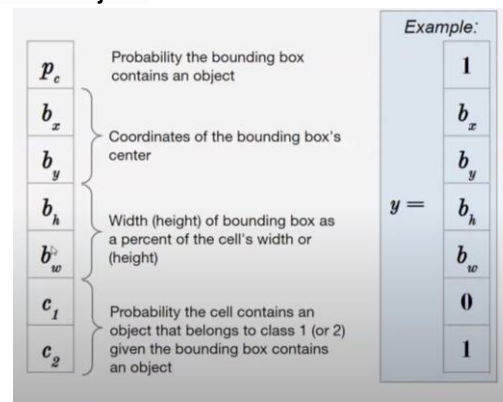 Example:
p_c
Probability the bounding box
contains an object
1
b_x
b_x
Coordinates of the bounding box's
center
b_y
b_y
b_h
Width (height) of bounding box as
a percent of the cell's width or
(height)
y =
b_h
b_w
b_w
c_1
Probability the cell contains an
object that belongs to class 1 (or 2)
given the bounding box contains
an object
0
c_2
1